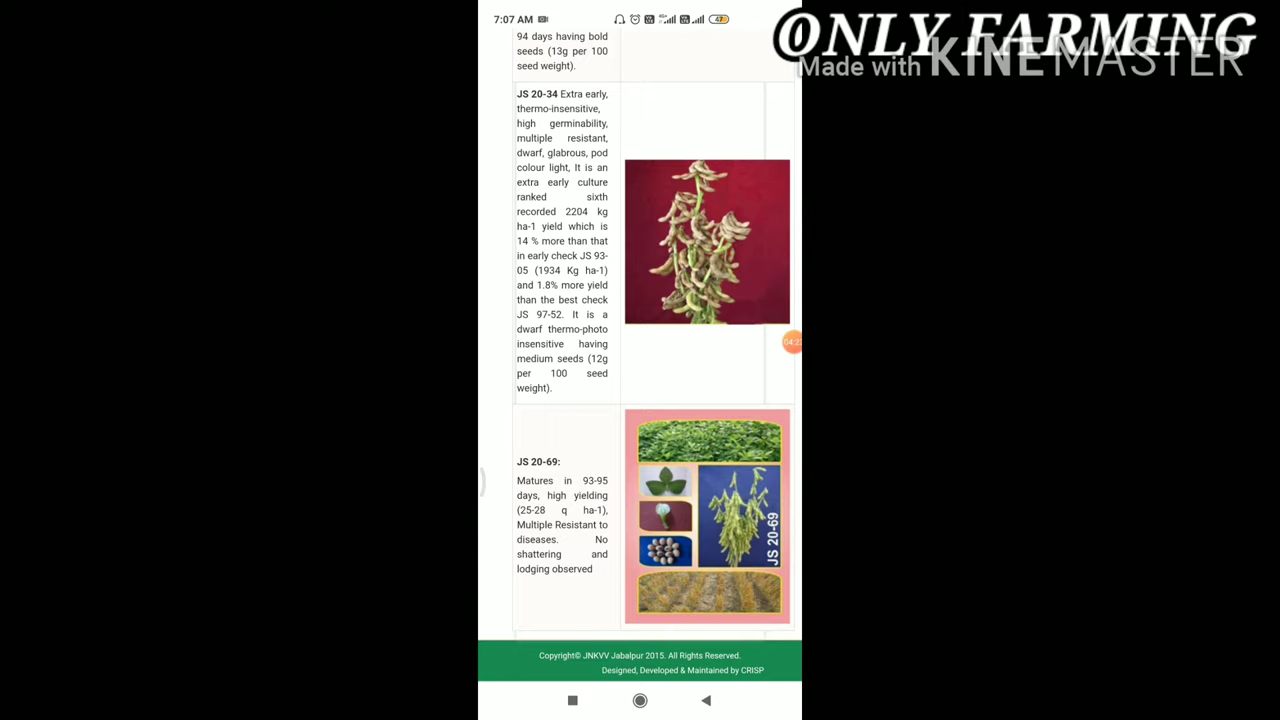 7:07 AM
4G+
47
ONLY FARMING
Made with KINEMASTER
94 days having bold
seeds (13g per 100
seed weight).
JS 20-34 Extra early,
thermo-insensitive,
high germinability,
multiple resistant,
dwarf, glabrous, pod
colour light, It is an
extra early culture
ranked sixth
recorded 2204 kg
ha-1 yield which is
14 % more than that
in early check JS 93-
05 (1934 Kg ha-1)
and 1.8% more yield
than the best check
JS 97-52. It is a
dwarf thermo-photo
insensitive having
medium seeds (12g
per 100 seed
weight).
JS 20-69:
Matures in 93-95
days, high yielding
(25-28 q ha-1),
Multiple Resistant to
diseases. No
shattering and
lodging observed
JS 20-69
Copyright© JNKVV Jabalpur 2015. All Rights Reserved.
Designed, Developed & Maintained by CRISP